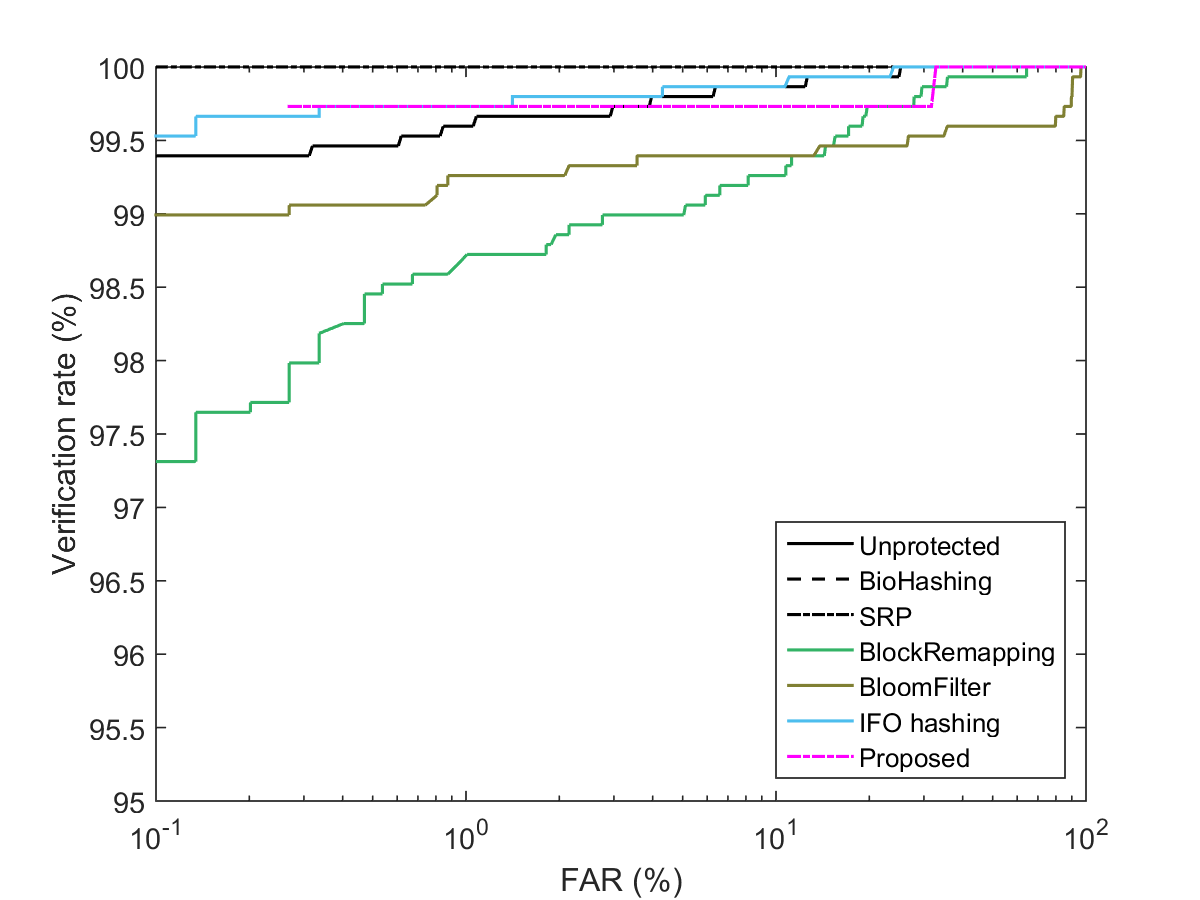 100
99.5
99
98.5
98
97.5
97
96.5
96
95.5
95
Verification rate (%)
10^-1
10^0
10^1
10^2
FAR (%)
Unprotected
BioHashing
SRP
BlockRemapping
BloomFilter
IFO hashing
Proposed